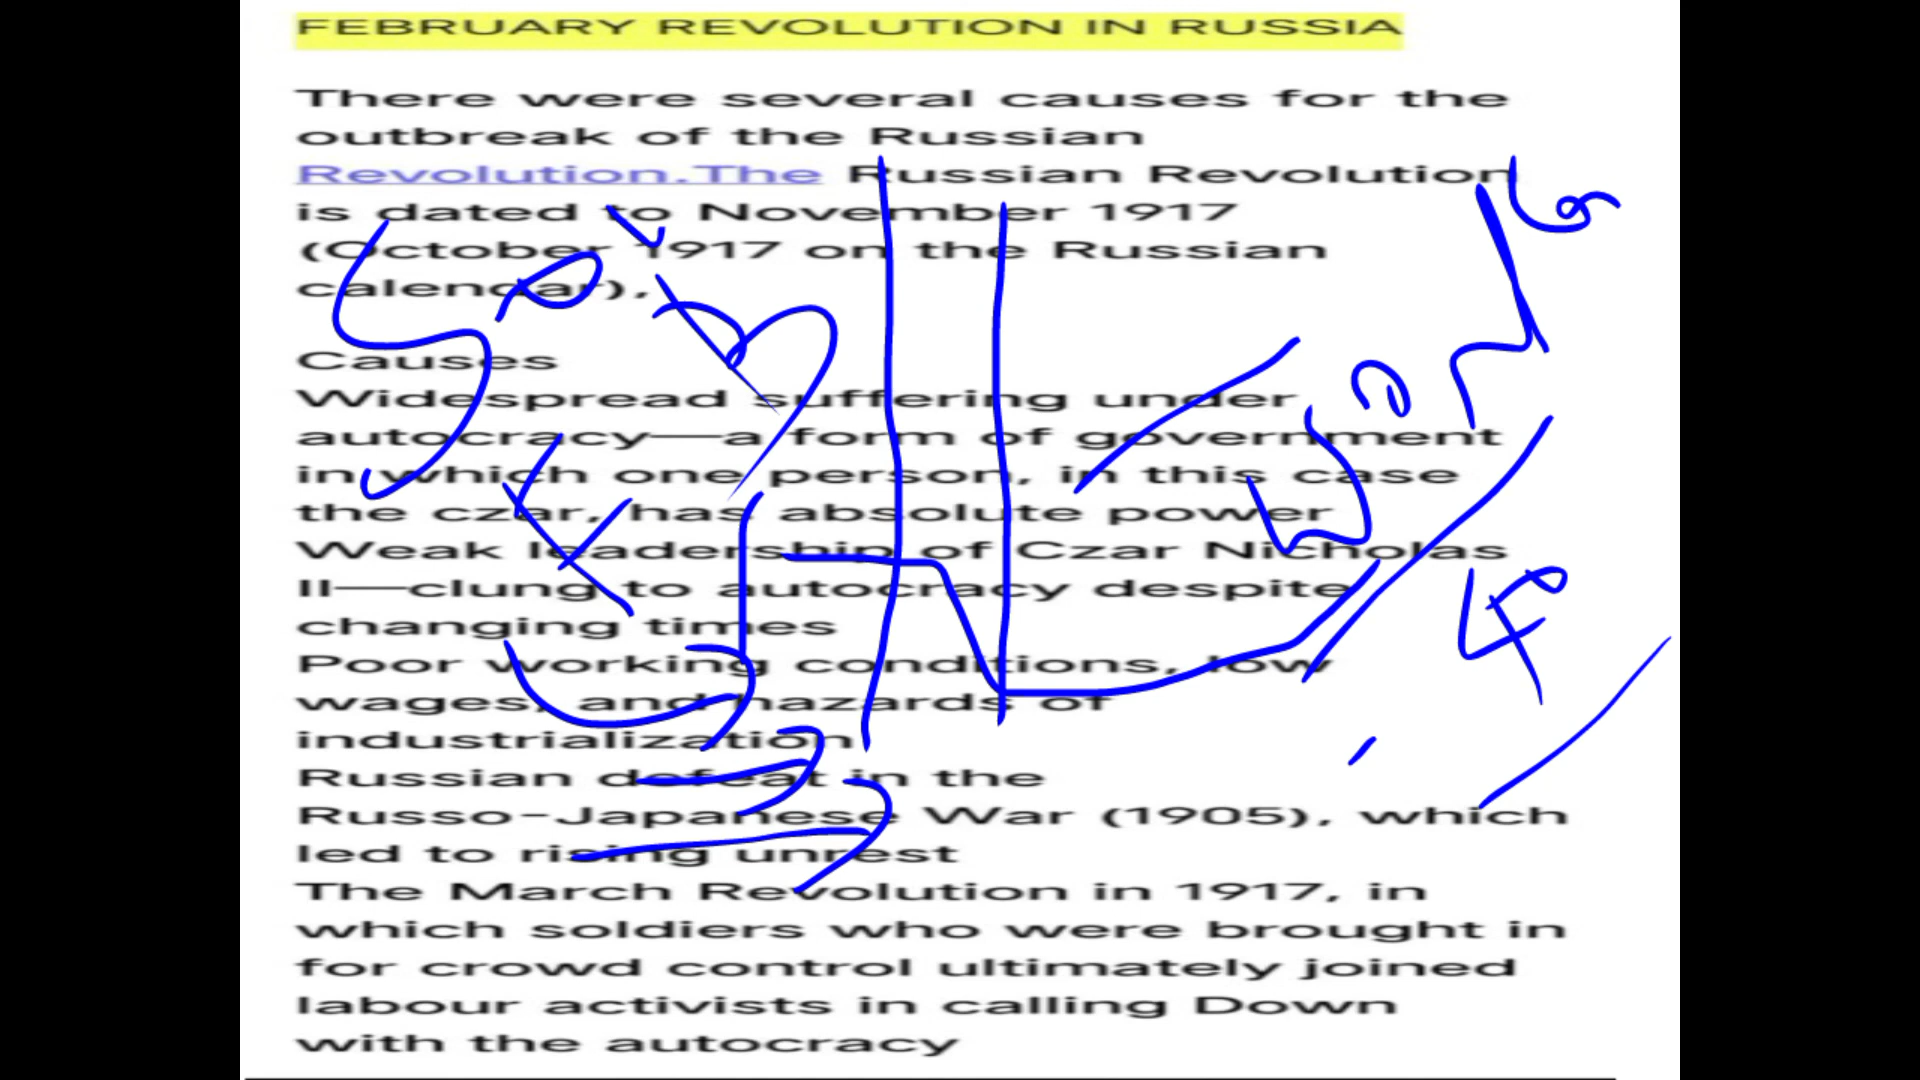 FEBRUARY REVOLUTION IN RUSSIA
There were several causes for the
outbreak of the Russian
Revolution.The Russian Revolution
is dated to November 1917
(October 1917 on the Russian
calendar),
Causes
Widespread suffering under
autocracy—a form of government
in which one person, in this case
the czar, has absolute power
Weak leadership of Czar Nicholas
II—clung to autocracy despite
changing times
Poor working conditions, low
wages, and hazards of
industrialization
Russian defeat in the
Russo-Japanese War (1905), which
led to rising unrest
The March Revolution in 1917, in
which soldiers who were brought in
for crowd control ultimately joined
labour activists in calling Down
with the autocracy